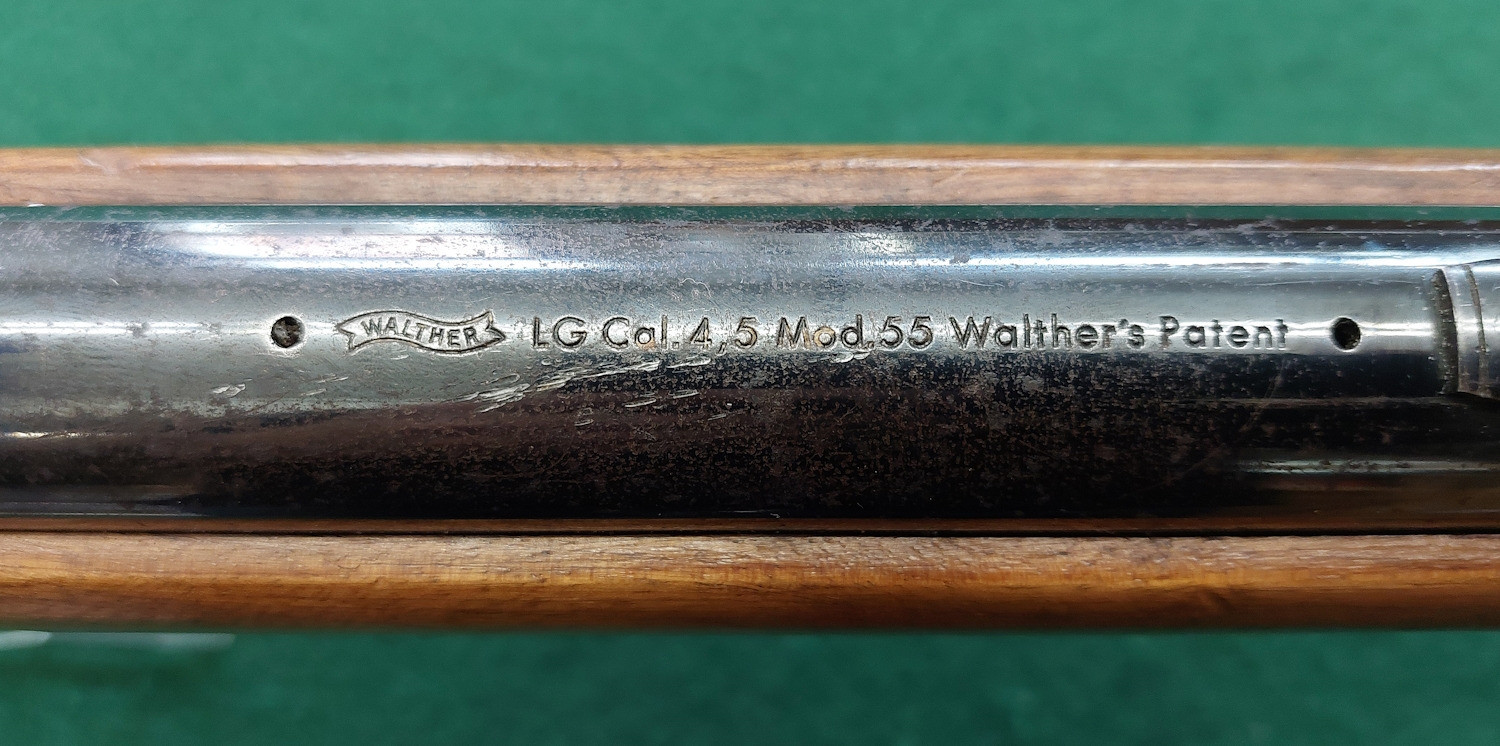 WALTHER LG Cal. 4,5 Mod. 55 Walther's Patent